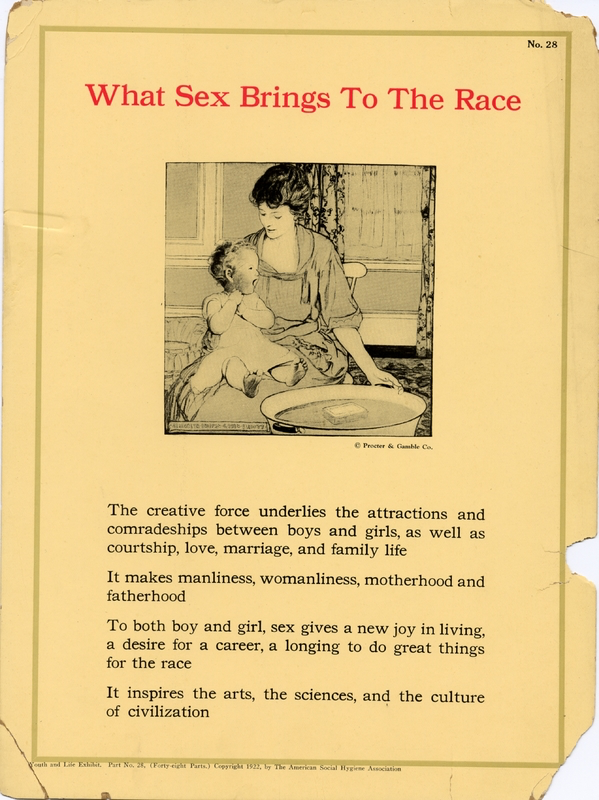 No. 28
What Sex Brings To The Race
© Procter & Gamble Co.
The creative force underlies the attractions and
comradeships between boys and girls, as well as
courtship, love, marriage, and family life
It makes manliness, womanliness, motherhood and
fatherhood
To both boy and girl, sex gives a new joy in living,
a desire for a career, a longing to do great things
for the race
It inspires the arts, the sciences, and the culture
of civilization
Youth and Life Exhibit. Part No. 28, (Forty-eight Parts.) Copyright 1922, by The American Social Hygiene Association